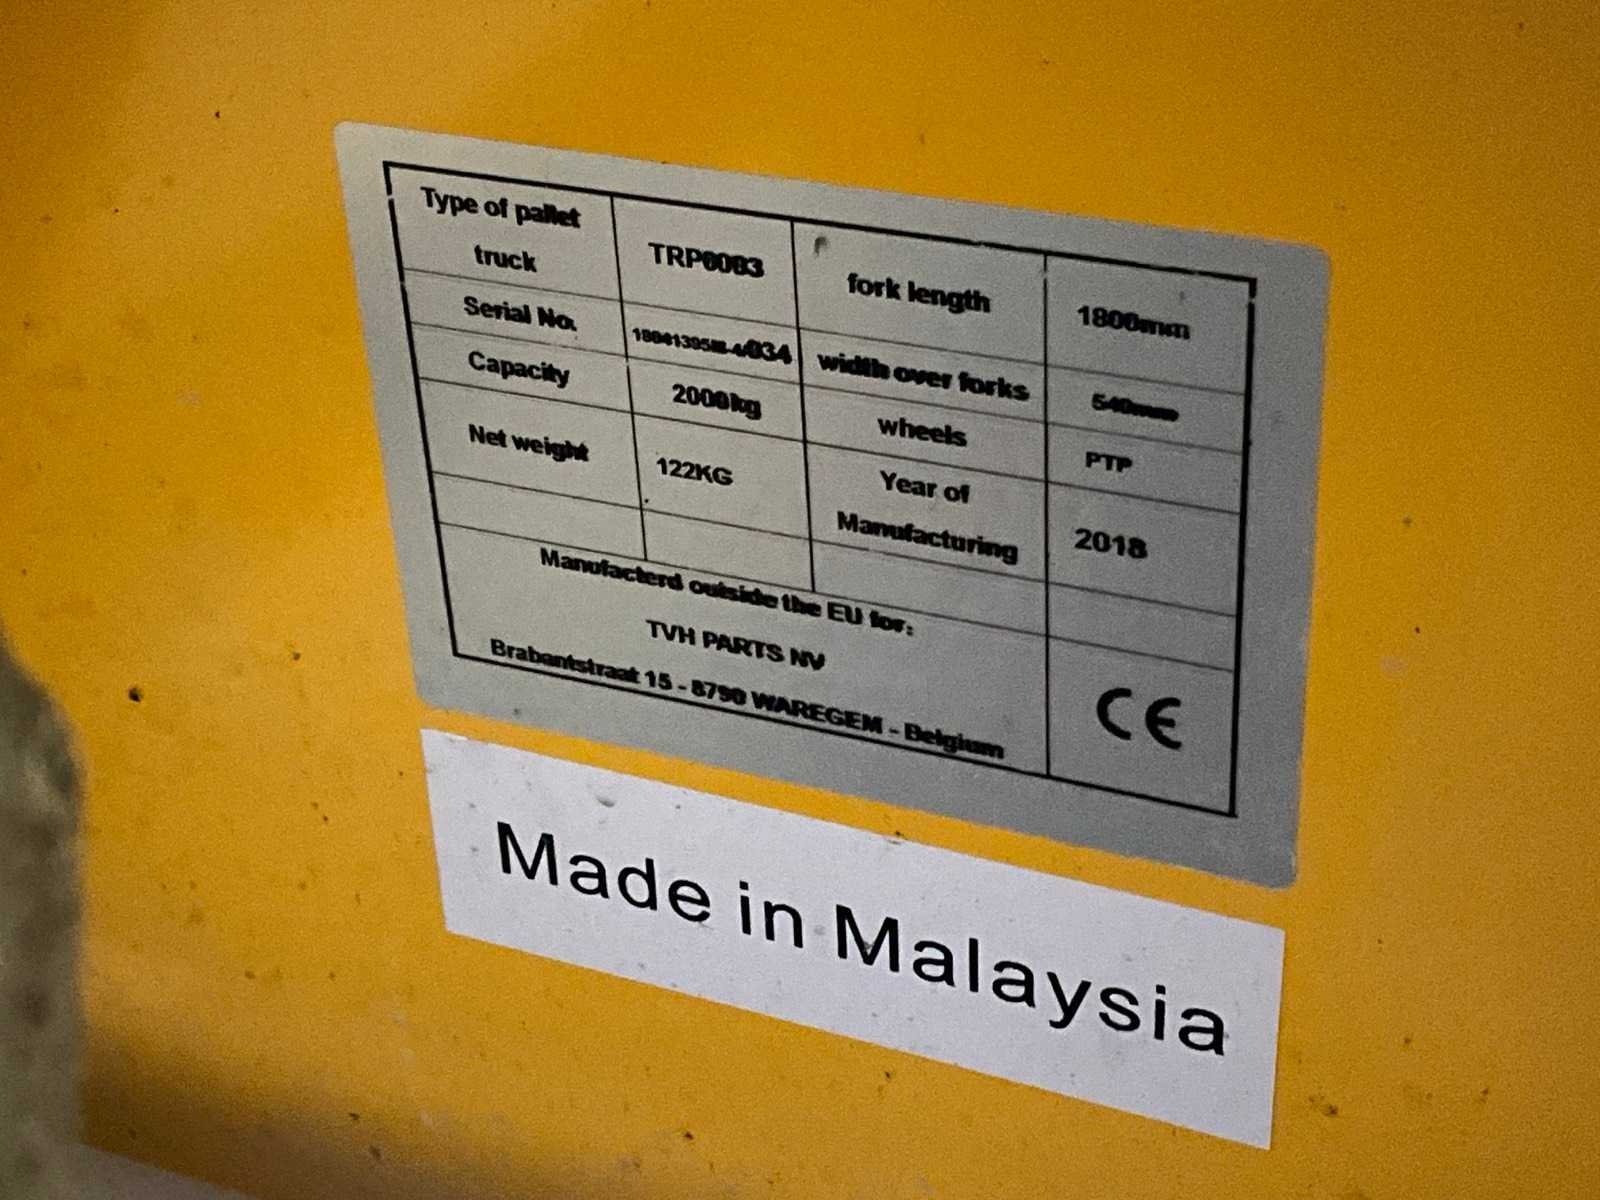 Type of pallet
truck
TRP0003
fork length
1800mm
Serial No.
width over forks
540mm
Capacity
2000kg
wheels
PTP
Net weight
122KG
Year of
Manufacturing
2018
Manufacterd outside the EU for:
TVH PARTS NV
Brabantstraat 15 - 8790 WAREGEM - Belgium
CE
Made in Malaysia